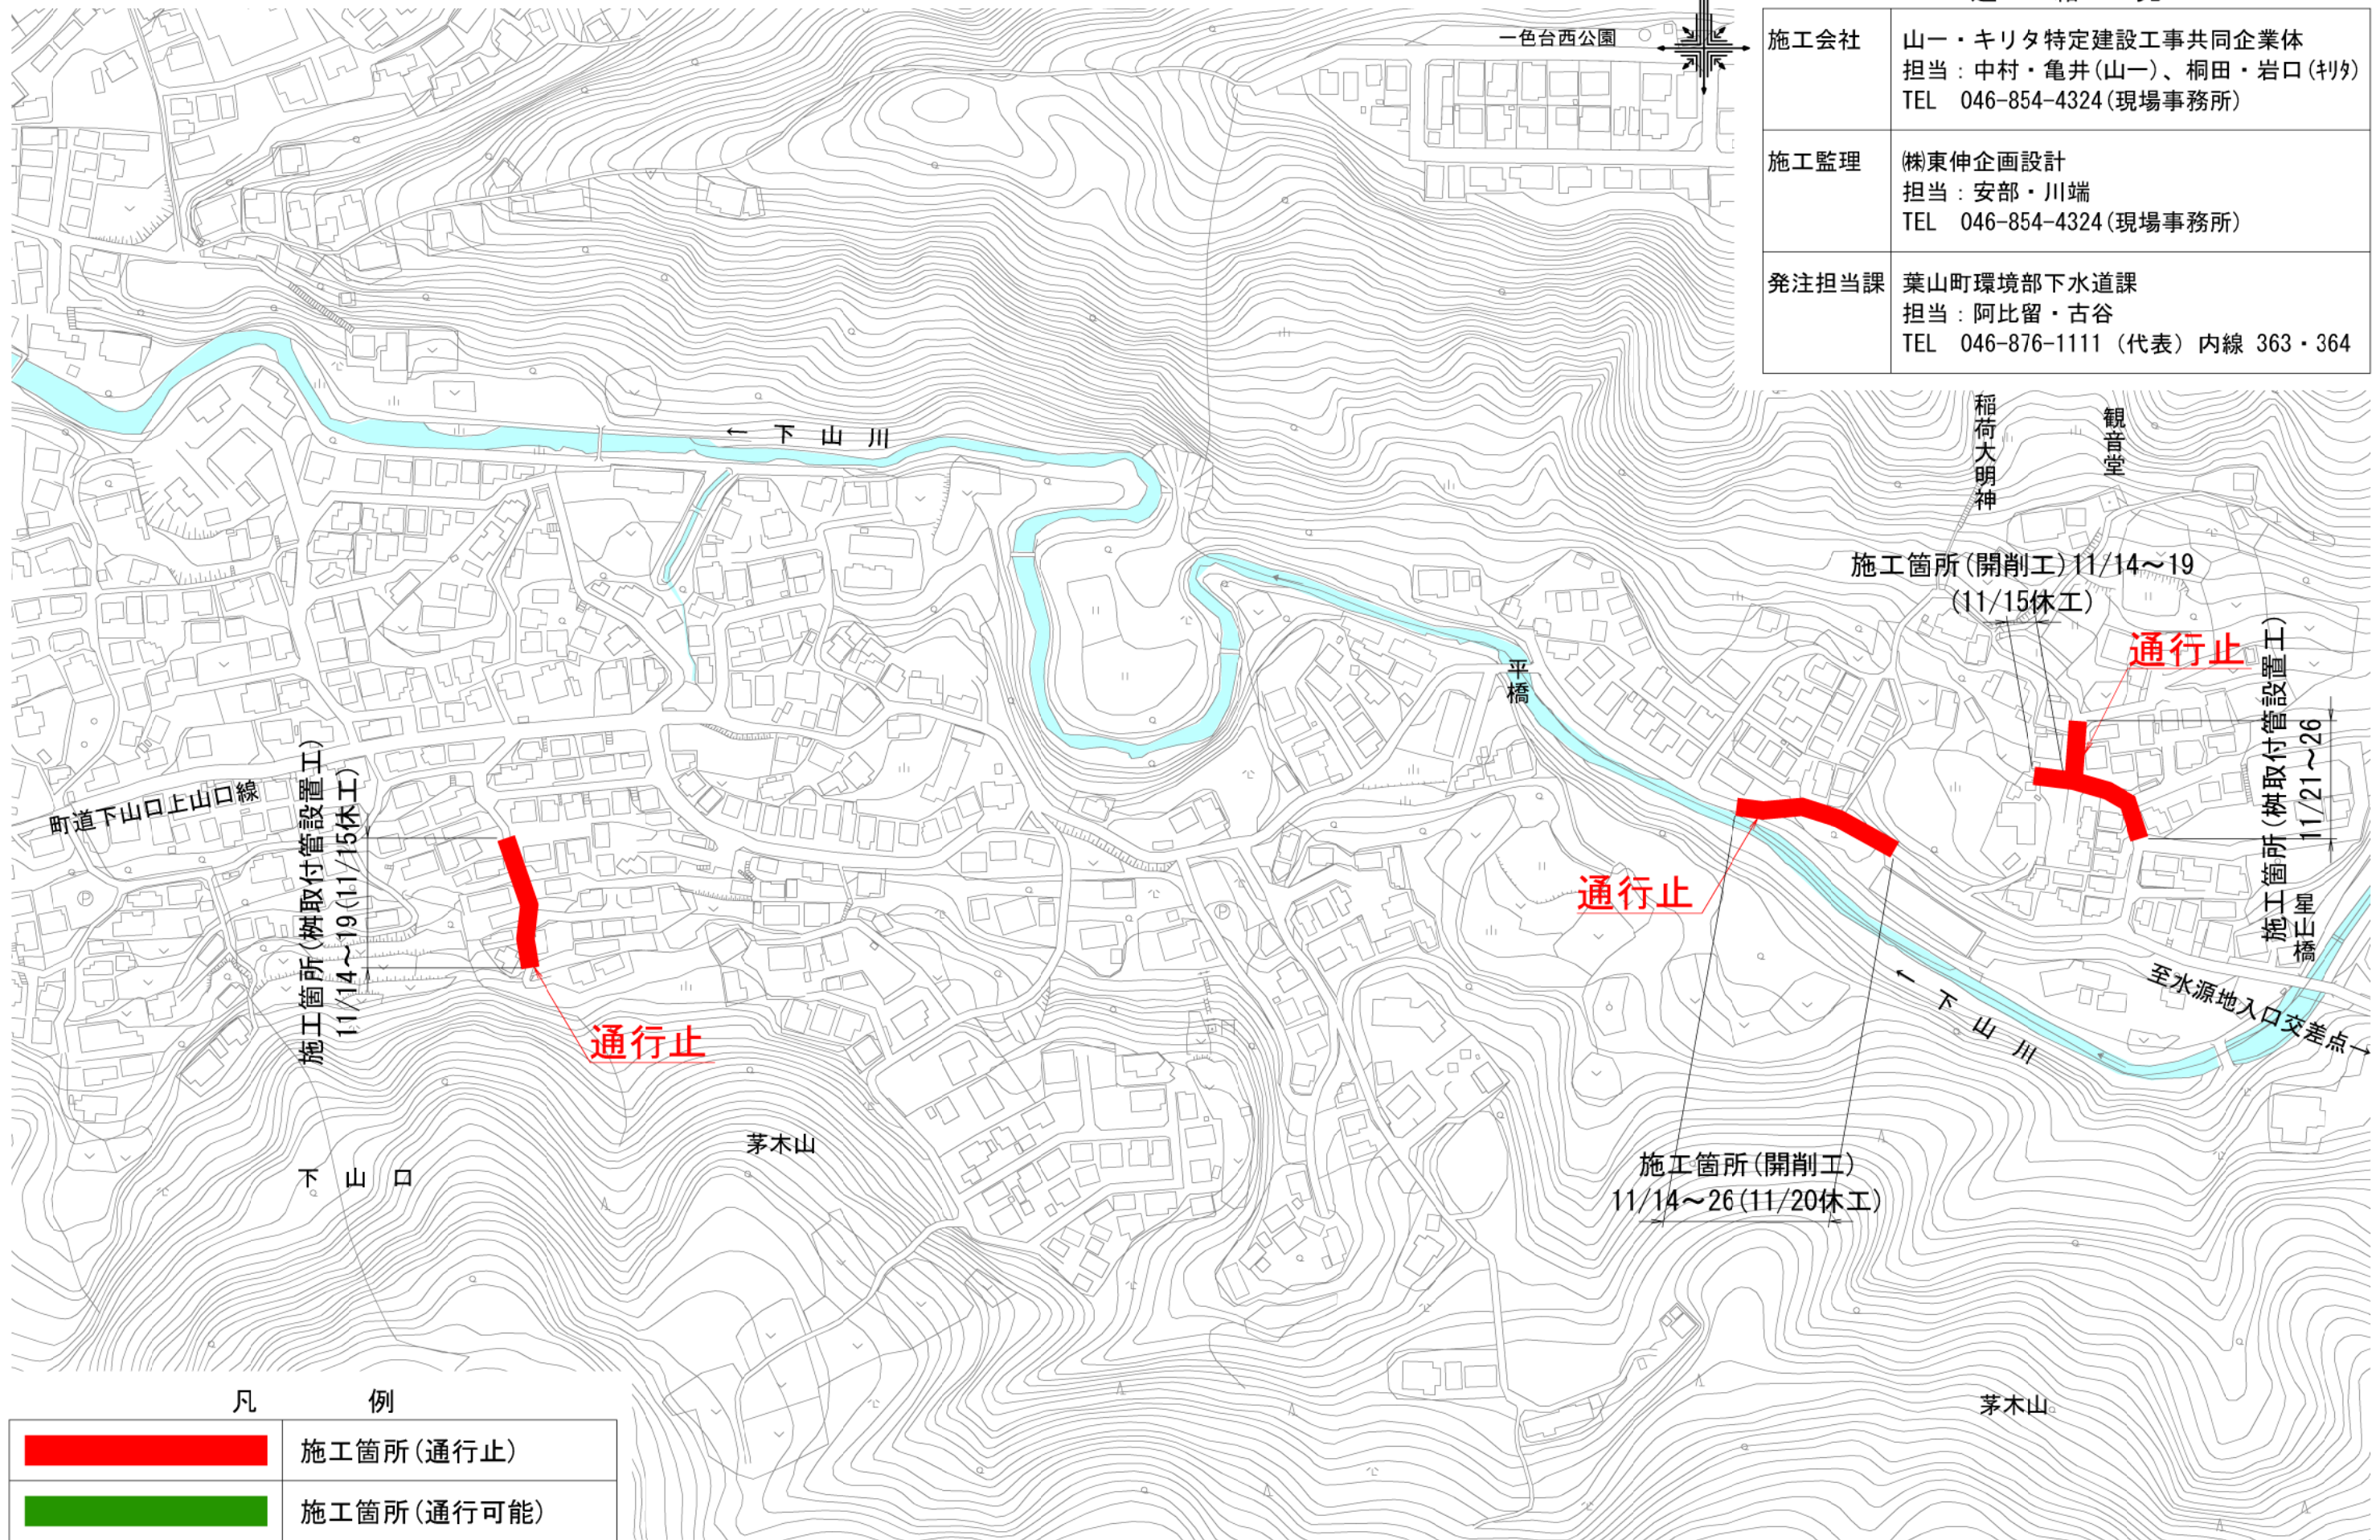 一色台西公園
施工会社
山一・キリタ特定建設工事共同企業体
担当：中村・亀井(山一)、桐田・岩口(ｷﾘﾀ)
TEL 046-854-4324(現場事務所)
施工監理
㈱東伸企画設計
担当：安部・川端
TEL 046-854-4324(現場事務所)
発注担当課
葉山町環境部下水道課
担当：阿比留・古谷
TEL 046-876-1111（代表）内線 363・364
稲荷大明神
観音堂
← 下 山 川
施工箇所(開削工)11/14～19
(11/15休工)
通行止
平橋
施工箇所(桝取付管設置工)
11/21～26
町道下山口上山口線
施工箇所(桝取付管設置工)
11/14～19(11/15休工)
通行止
星山橋
至水源地入口交差点→
← 下 山 川
通行止
茅木山
下 山 口
施工箇所(開削工)
11/14～26(11/20休工)
茅木山
凡 例
施工箇所(通行止)
施工箇所(通行可能)
P
P